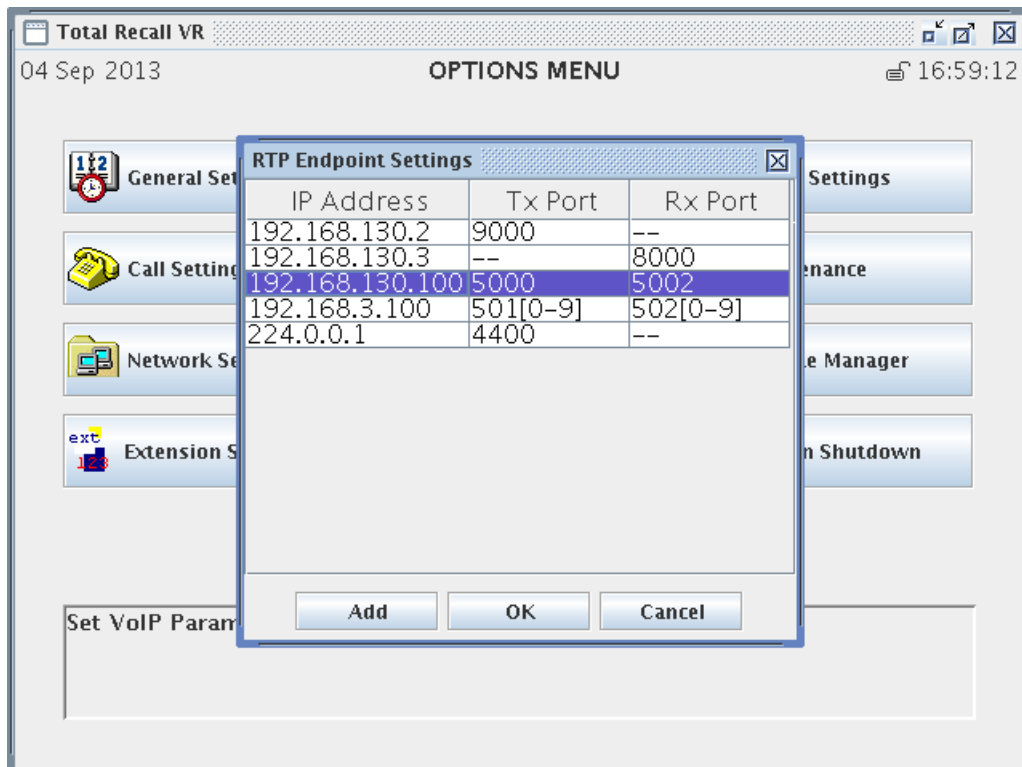 Total Recall VR
04 Sep 2013 OPTIONS MENU 16:59:12
General Set
Settings
Call Setting
enance
Network Se
e Manager
ext
123
Extension S
n Shutdown
RTP Endpoint Settings
IP Address Tx Port Rx Port
192.168.130.2 9000 --
192.168.130.3 -- 8000
192.168.130.100 5000 5002
192.168.3.100 501[0-9] 502[0-9]
224.0.0.1 4400 --
Add OK Cancel
Set VoIP Param